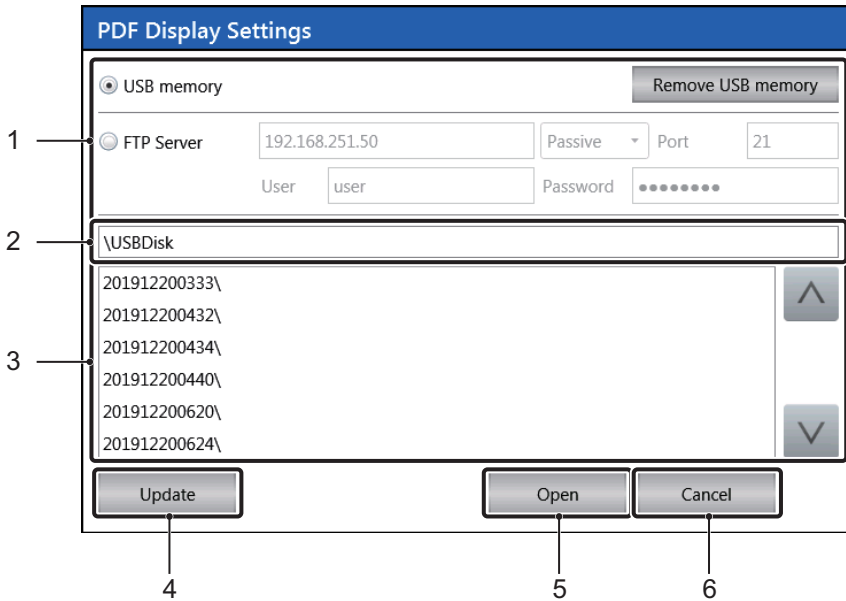 PDF Display Settings
USB memory Remove USB memory
1 FTP Server 192.168.251.50 Passive Port 21
User user Password ●●●●●●●●
2 \USBDisk
201912200333\
201912200432\
201912200434\
3
201912200440\
201912200620\
201912200624\
Update Open Cancel
4 5 6